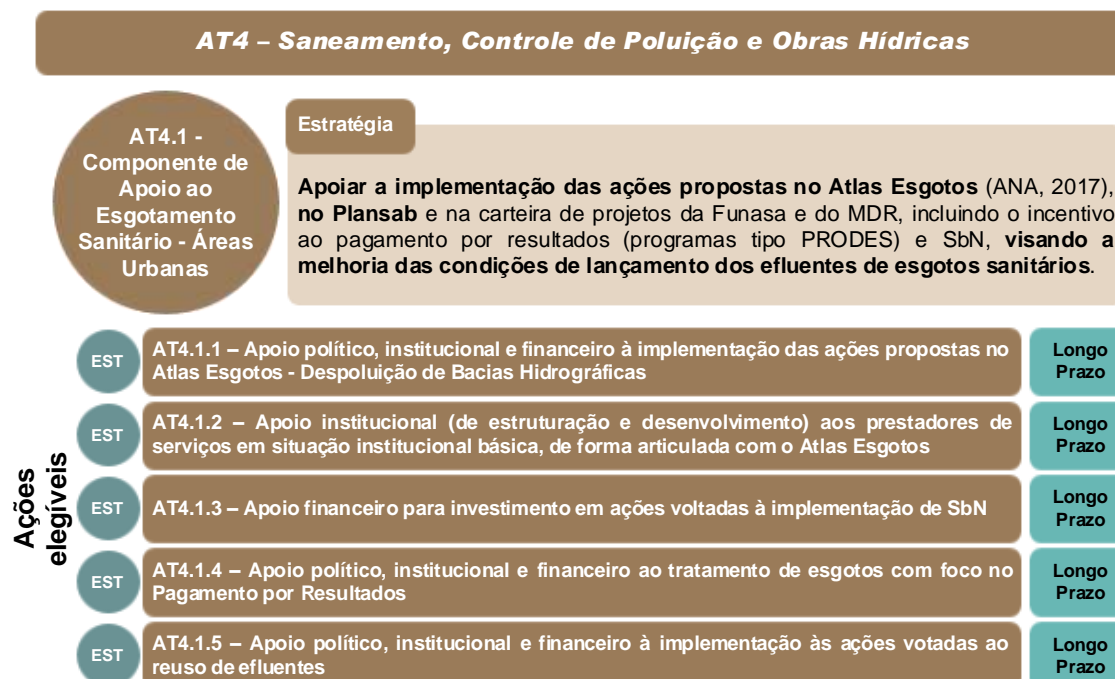 AT4 – Saneamento, Controle de Poluição e Obras Hídricas
AT4.1 -
Componente de
Apoio ao
Esgotamento
Sanitário - Áreas
Urbanas
Estratégia
Apoiar a implementação das ações propostas no Atlas Esgotos (ANA, 2017),
no Plansab e na carteira de projetos da Funasa e do MDR, incluindo o incentivo
ao pagamento por resultados (programas tipo PRODES) e SbN, visando a
melhoria das condições de lançamento dos efluentes de esgotos sanitários.
Ações
elegíveis
EST
AT4.1.1 – Apoio político, institucional e financeiro à implementação das ações propostas no
Atlas Esgotos - Despoluição de Bacias Hidrográficas
Longo
Prazo
EST
AT4.1.2 – Apoio institucional (de estruturação e desenvolvimento) aos prestadores de
serviços em situação institucional básica, de forma articulada com o Atlas Esgotos
Longo
Prazo
EST
AT4.1.3 – Apoio financeiro para investimento em ações voltadas à implementação de SbN
Longo
Prazo
EST
AT4.1.4 – Apoio político, institucional e financeiro ao tratamento de esgotos com foco no
Pagamento por Resultados
Longo
Prazo
EST
AT4.1.5 – Apoio político, institucional e financeiro à implementação às ações votadas ao
reuso de efluentes
Longo
Prazo